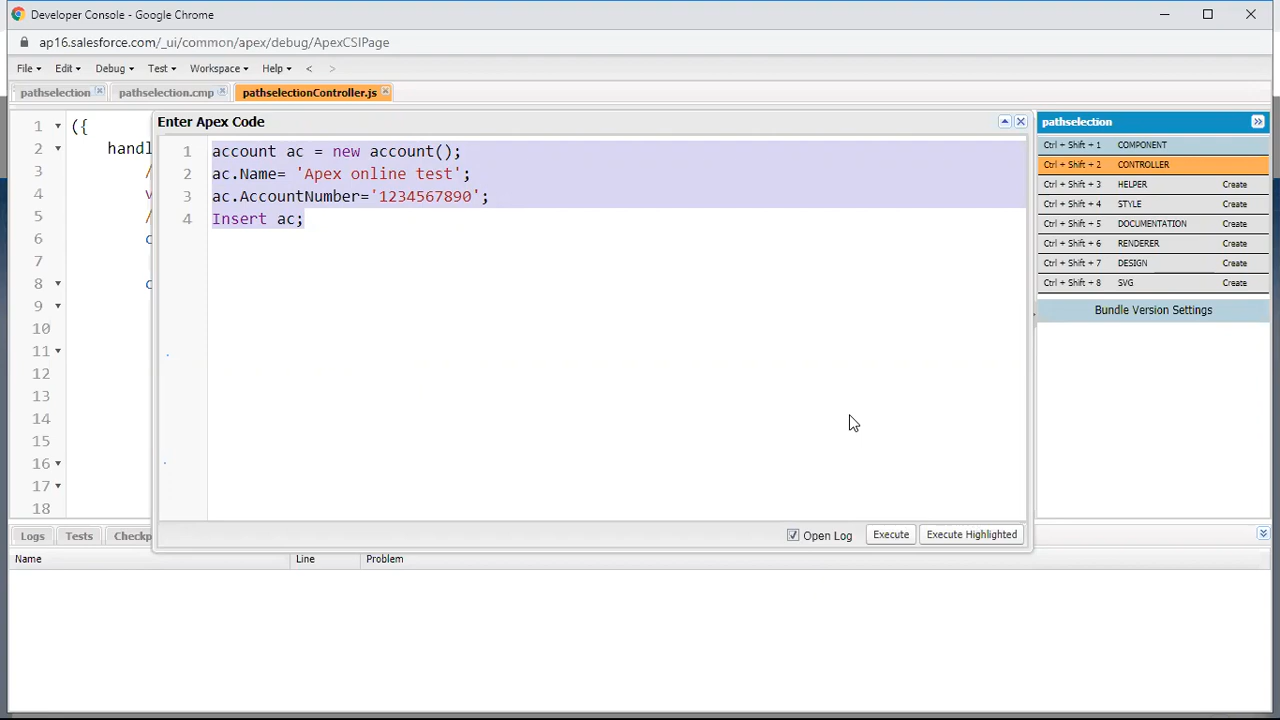 Developer Console - Google Chrome
ap16.salesforce.com/_ui/common/apex/debug/ApexCSIPage
File Edit Debug Test Workspace Help < >
pathselection pathselection.cmp pathselectionController.js
Enter Apex Code
1 account ac = new account();
2 ac.Name= 'Apex online test';
3 ac.AccountNumber='1234567890';
4 Insert ac;
Open Log Execute Execute Highlighted
1 ({
2 handl
3 /
4 v
5 /
6 c
7
8 c
9
10
11
12
13
14
15
16
17
18
pathselection
Ctrl + Shift + 1 COMPONENT
Ctrl + Shift + 2 CONTROLLER
Ctrl + Shift + 3 HELPER Create
Ctrl + Shift + 4 STYLE Create
Ctrl + Shift + 5 DOCUMENTATION Create
Ctrl + Shift + 6 RENDERER Create
Ctrl + Shift + 7 DESIGN Create
Ctrl + Shift + 8 SVG Create
Bundle Version Settings
Logs Tests Checkp
Name Line Problem